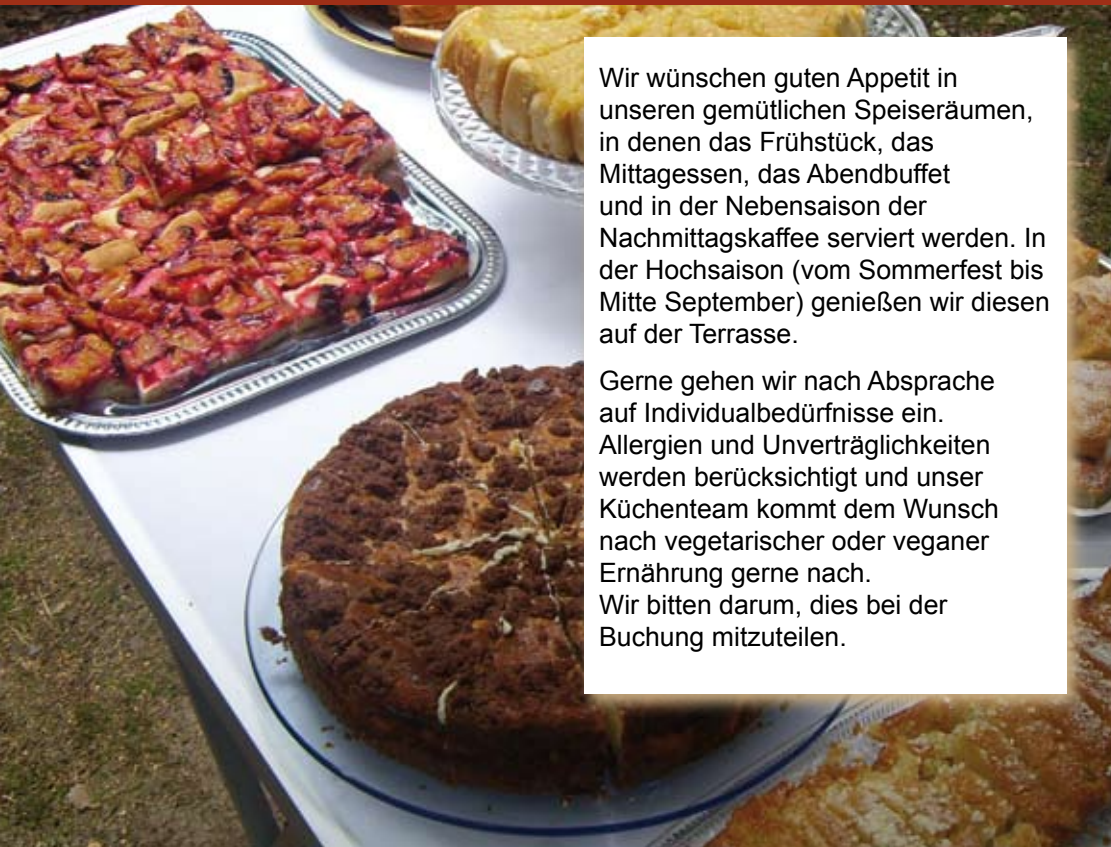 Wir wünschen guten Appetit in
unseren gemütlichen Speiseräumen,
in denen das Frühstück, das
Mittagessen, das Abendbuffet
und in der Nebensaison der
Nachmittagskaffee serviert werden. In
der Hochsaison (vom Sommerfest bis
Mitte September) genießen wir diesen
auf der Terrasse.
Gerne gehen wir nach Absprache
auf Individualbedürfnisse ein.
Allergien und Unverträglichkeiten
werden berücksichtigt und unser
Küchenteam kommt dem Wunsch
nach vegetarischer oder veganer
Ernährung gerne nach.
Wir bitten darum, dies bei der
Buchung mitzuteilen.